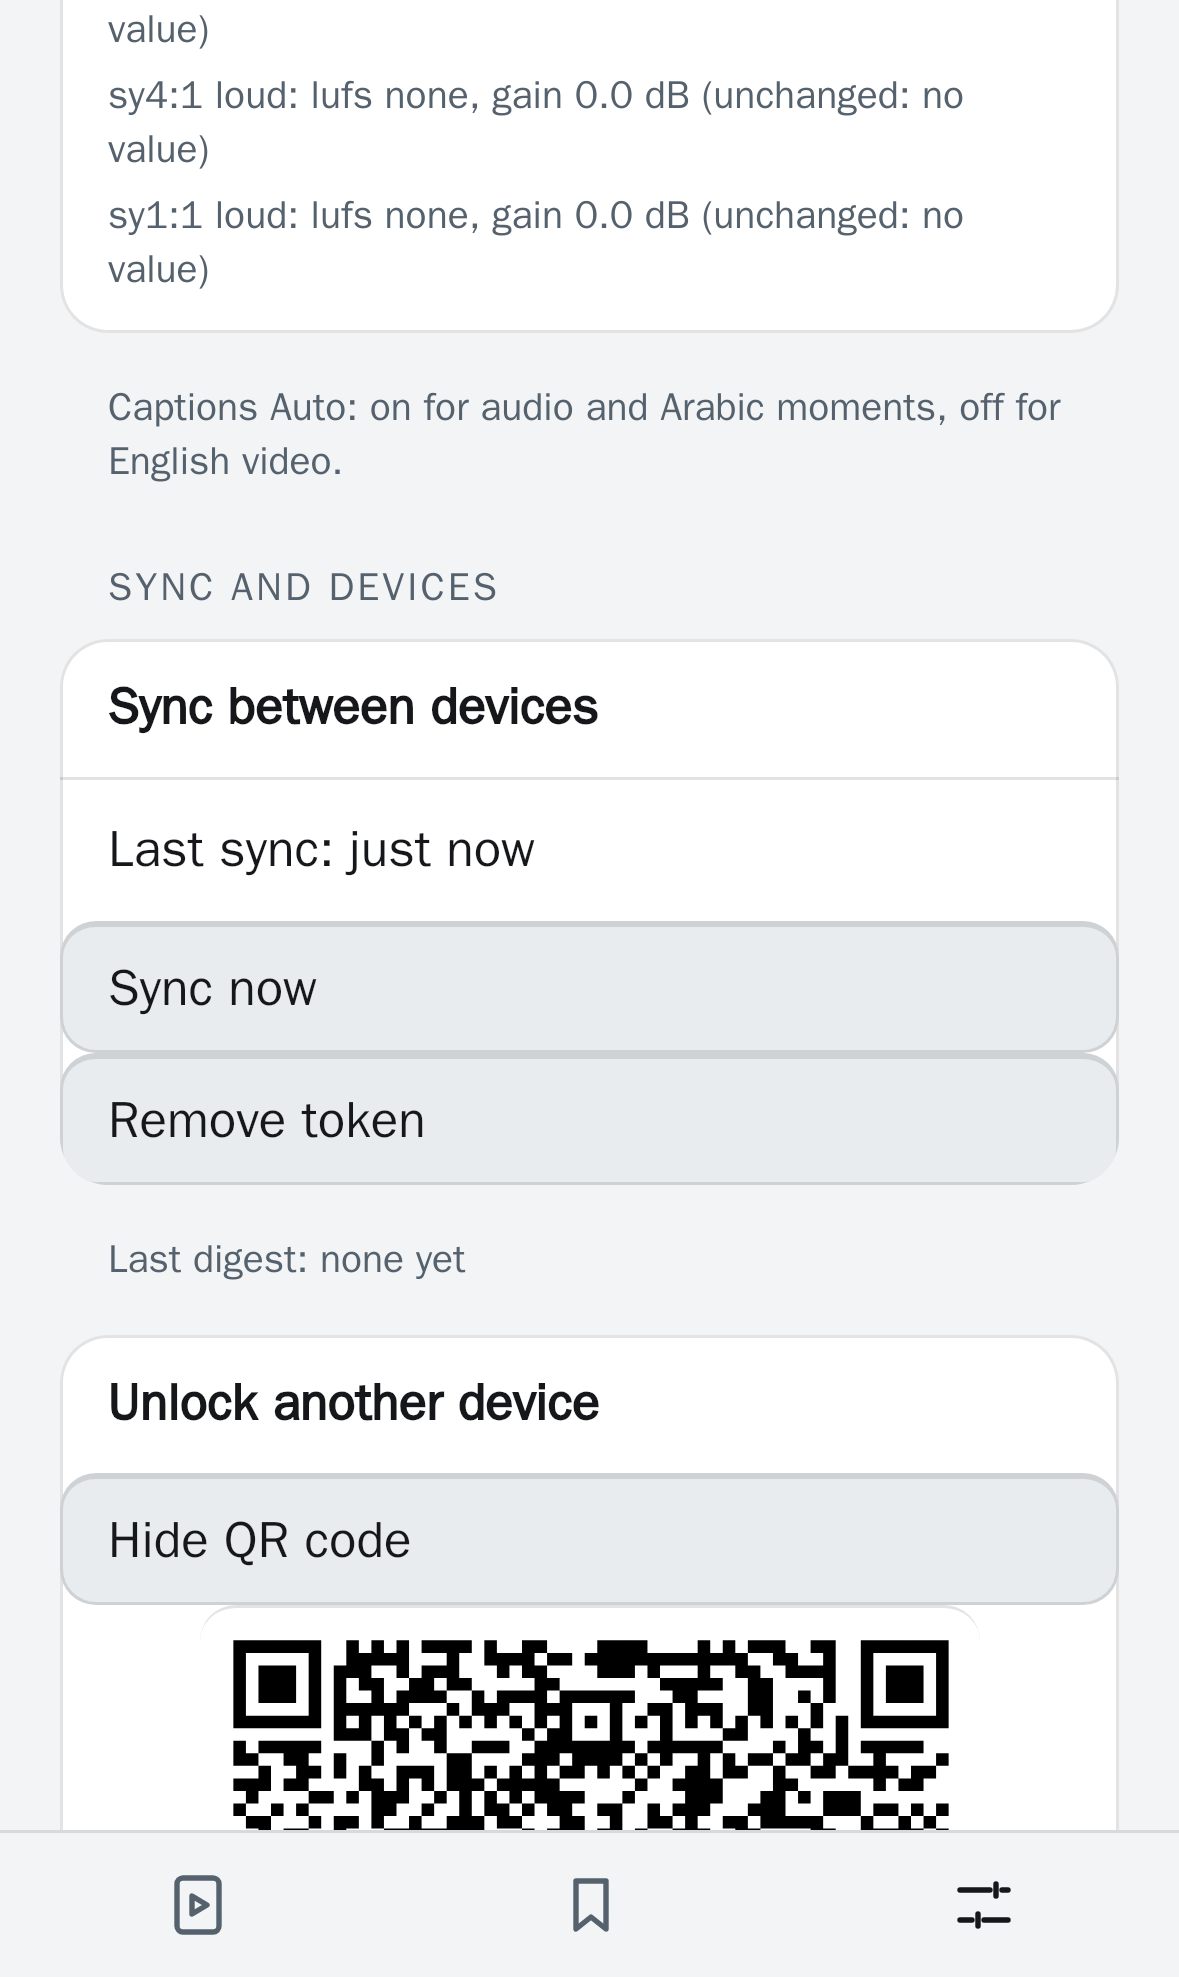 value)
sy4:1 loud: lufs none, gain 0.0 dB (unchanged: no
value)
sy1:1 loud: lufs none, gain 0.0 dB (unchanged: no
value)
Captions Auto: on for audio and Arabic moments, off for
English video.
SYNC AND DEVICES
Sync between devices
Last sync: just now
Sync now
Remove token
Last digest: none yet
Unlock another device
Hide QR code